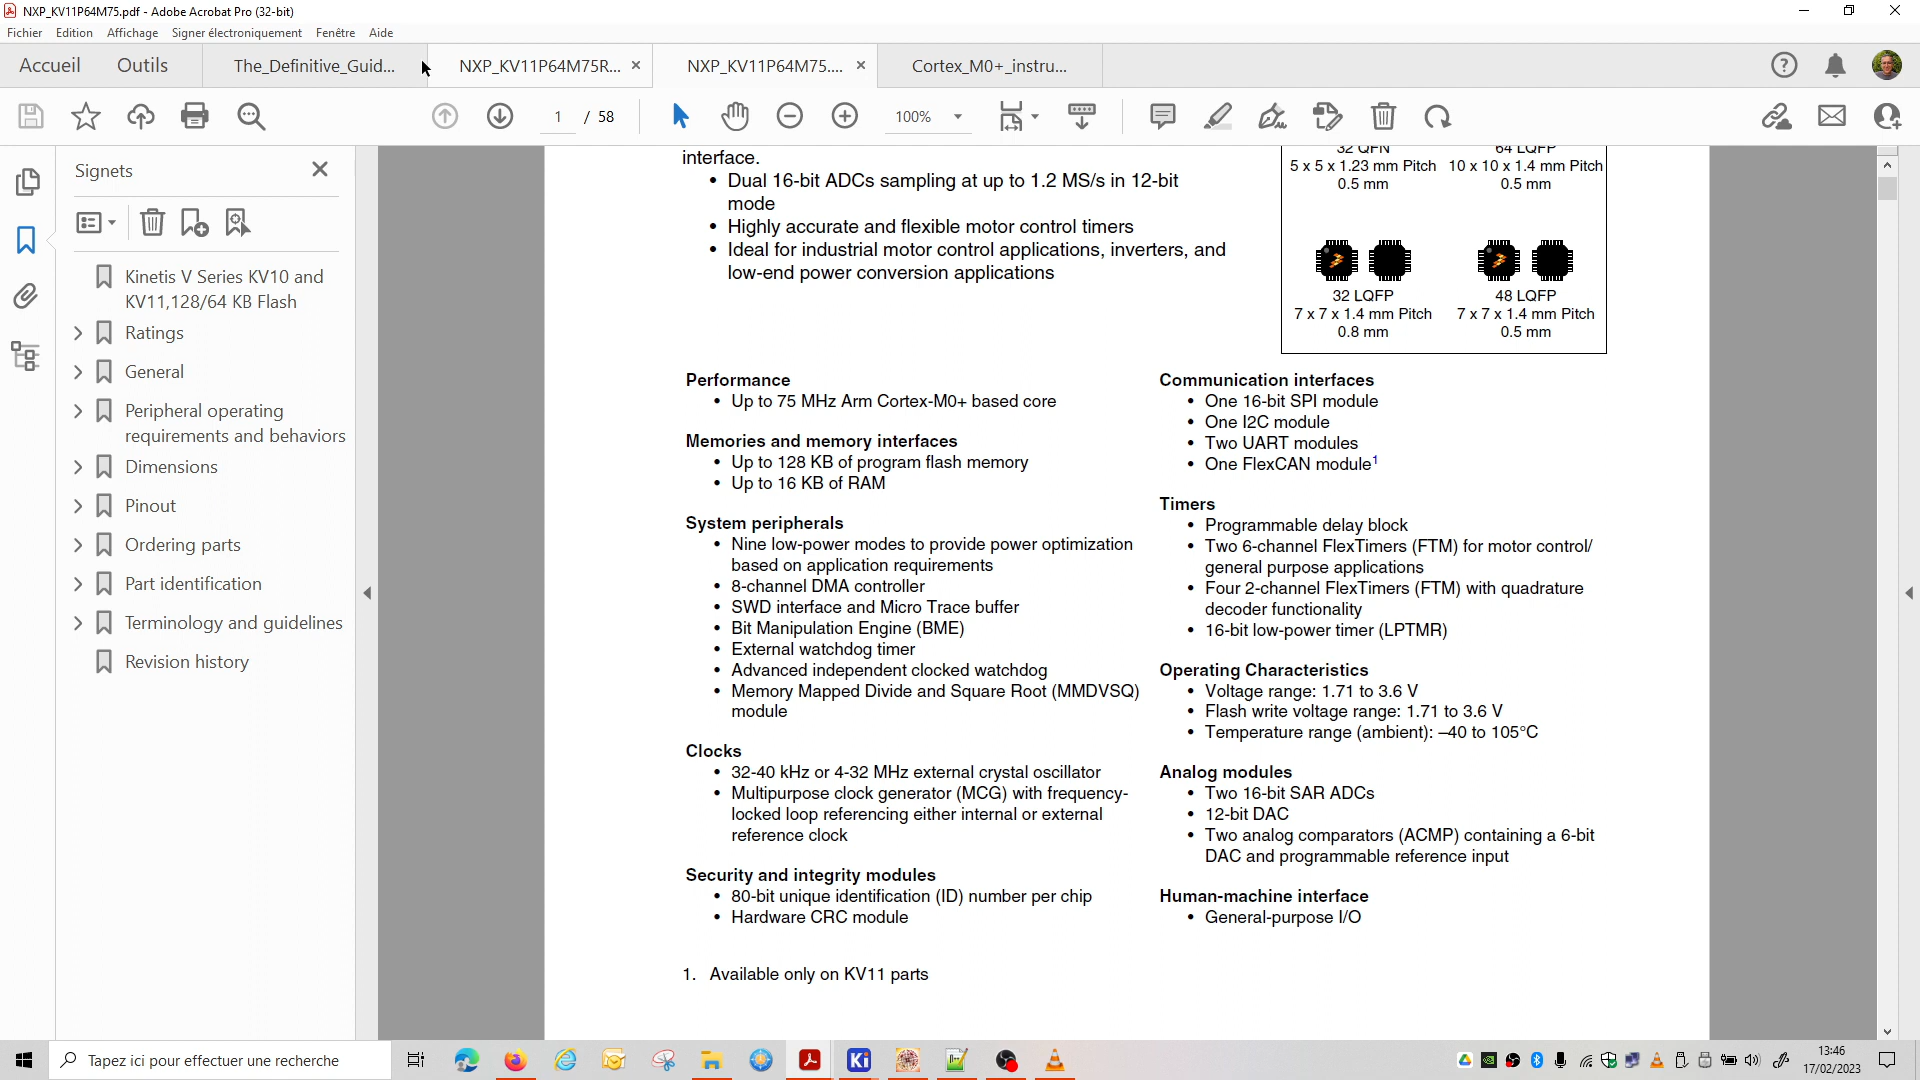 NXP_KV11P64M75.pdf - Adobe Acrobat Pro (32-bit)
Fichier Edition Affichage Signer électroniquement Fenêtre Aide
Accueil Outils The_Definitive_Guid... NXP_KV11P64M75R... NXP_KV11P64M75.... Cortex_M0+_instru...
1 / 58 100%
Signets
Kinetis V Series KV10 and
KV11,128/64 KB Flash
Ratings
General
Peripheral operating
requirements and behaviors
Dimensions
Pinout
Ordering parts
Part identification
Terminology and guidelines
Revision history
interface.
• Dual 16-bit ADCs sampling at up to 1.2 MS/s in 12-bit
mode
• Highly accurate and flexible motor control timers
• Ideal for industrial motor control applications, inverters, and
low-end power conversion applications
32 QFN 64 LQFP
5 x 5 x 1.23 mm Pitch 10 x 10 x 1.4 mm Pitch
0.5 mm 0.5 mm
32 LQFP 48 LQFP
7 x 7 x 1.4 mm Pitch 7 x 7 x 1.4 mm Pitch
0.8 mm 0.5 mm
Performance
• Up to 75 MHz Arm Cortex-M0+ based core
Memories and memory interfaces
• Up to 128 KB of program flash memory
• Up to 16 KB of RAM
System peripherals
• Nine low-power modes to provide power optimization
based on application requirements
• 8-channel DMA controller
• SWD interface and Micro Trace buffer
• Bit Manipulation Engine (BME)
• External watchdog timer
• Advanced independent clocked watchdog
• Memory Mapped Divide and Square Root (MMDVSQ)
module
Clocks
• 32-40 kHz or 4-32 MHz external crystal oscillator
• Multipurpose clock generator (MCG) with frequency-
locked loop referencing either internal or external
reference clock
Security and integrity modules
• 80-bit unique identification (ID) number per chip
• Hardware CRC module
Communication interfaces
• One 16-bit SPI module
• One I2C module
• Two UART modules
• One FlexCAN module1
Timers
• Programmable delay block
• Two 6-channel FlexTimers (FTM) for motor control/
general purpose applications
• Four 2-channel FlexTimers (FTM) with quadrature
decoder functionality
• 16-bit low-power timer (LPTMR)
Operating Characteristics
• Voltage range: 1.71 to 3.6 V
• Flash write voltage range: 1.71 to 3.6 V
• Temperature range (ambient): –40 to 105°C
Analog modules
• Two 16-bit SAR ADCs
• 12-bit DAC
• Two analog comparators (ACMP) containing a 6-bit
DAC and programmable reference input
Human-machine interface
• General-purpose I/O
1. Available only on KV11 parts
Tapez ici pour effectuer une recherche
Ki
13:46
17/02/2023